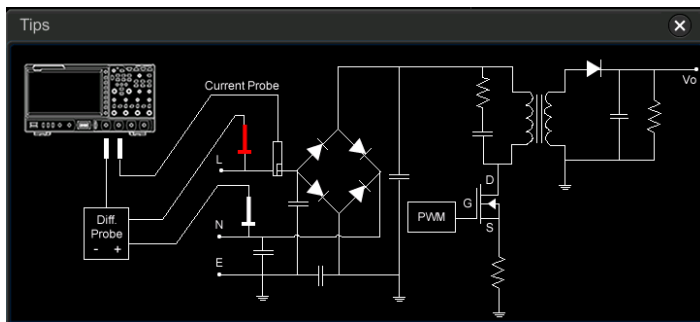 Tips
Current Probe
Vo
L
D
Diff.
Probe
- +
N
PWM
G
S
E